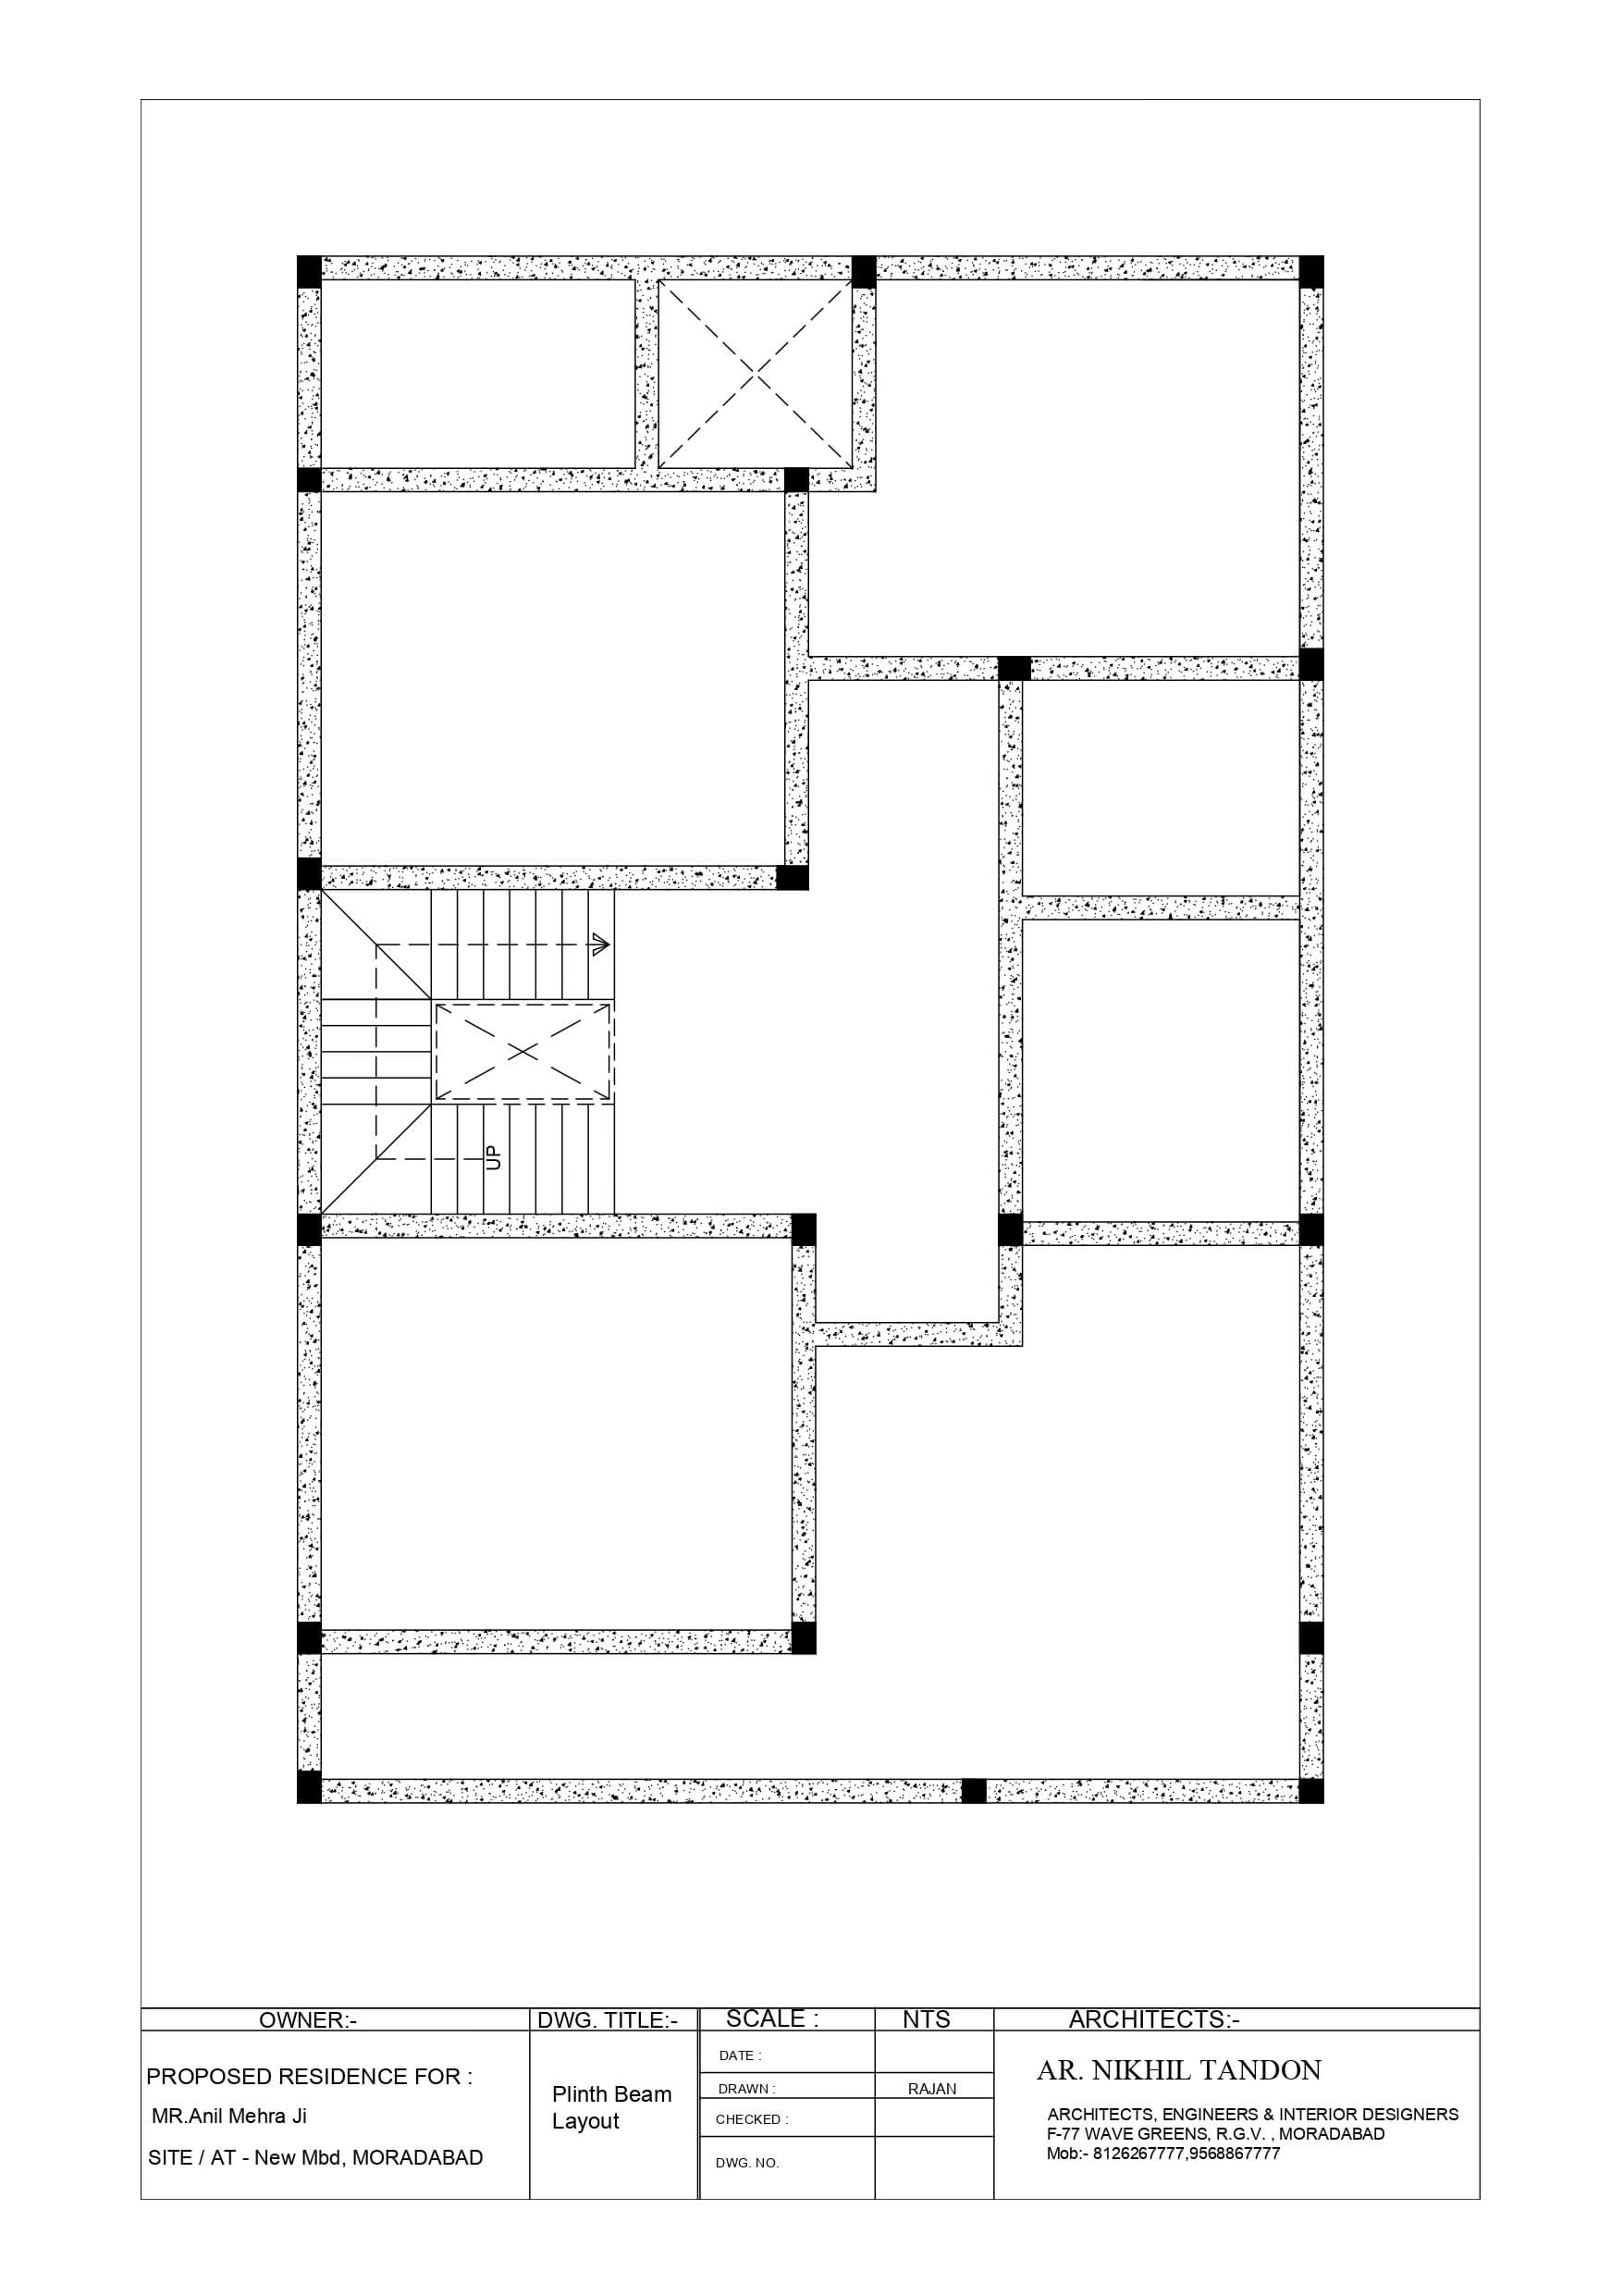 UP
OWNER:-
PROPOSED RESIDENCE FOR :
MR.Anil Mehra Ji
SITE / AT - New Mbd, MORADABAD
DWG. TITLE:-
Plinth Beam
Layout
SCALE : NTS
DATE :
DRAWN : RAJAN
CHECKED :
DWG. NO.
ARCHITECTS:-
AR. NIKHIL TANDON
ARCHITECTS, ENGINEERS & INTERIOR DESIGNERS
F-77 WAVE GREENS, R.G.V. , MORADABAD
Mob:- 8126267777,9568867777